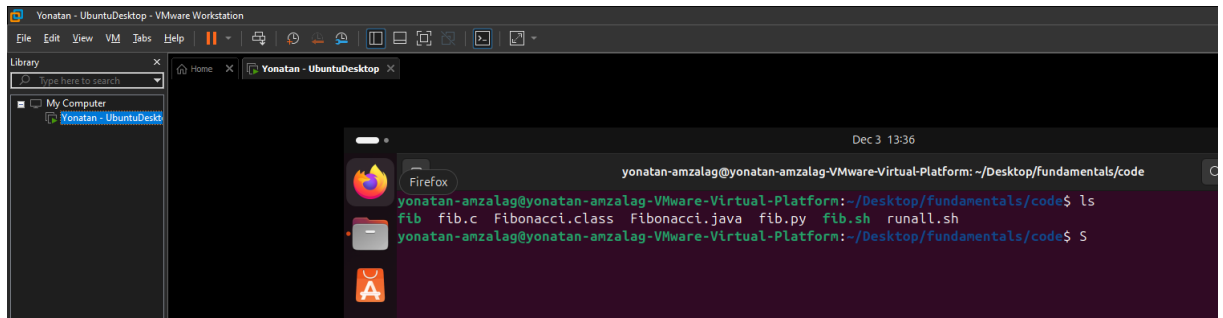 Yonatan - UbuntuDesktop - VMware Workstation
File Edit View VM Tabs Help
Library
Home
Yonatan - UbuntuDesktop
Type here to search
My Computer
Yonatan - UbuntuDeskt
Dec 3 13:36
yonatan-amzalag@yonatan-amzalag-VMware-Virtual-Platform: ~/Desktop/fundamentals/code
Firefox
yonatan-amzalag@yonatan-amzalag-VMware-Virtual-Platform:~/Desktop/fundamentals/code$ ls
fib fib.c Fibonacci.class Fibonacci.java fib.py fib.sh runall.sh
yonatan-amzalag@yonatan-amzalag-VMware-Virtual-Platform:~/Desktop/fundamentals/code$ S